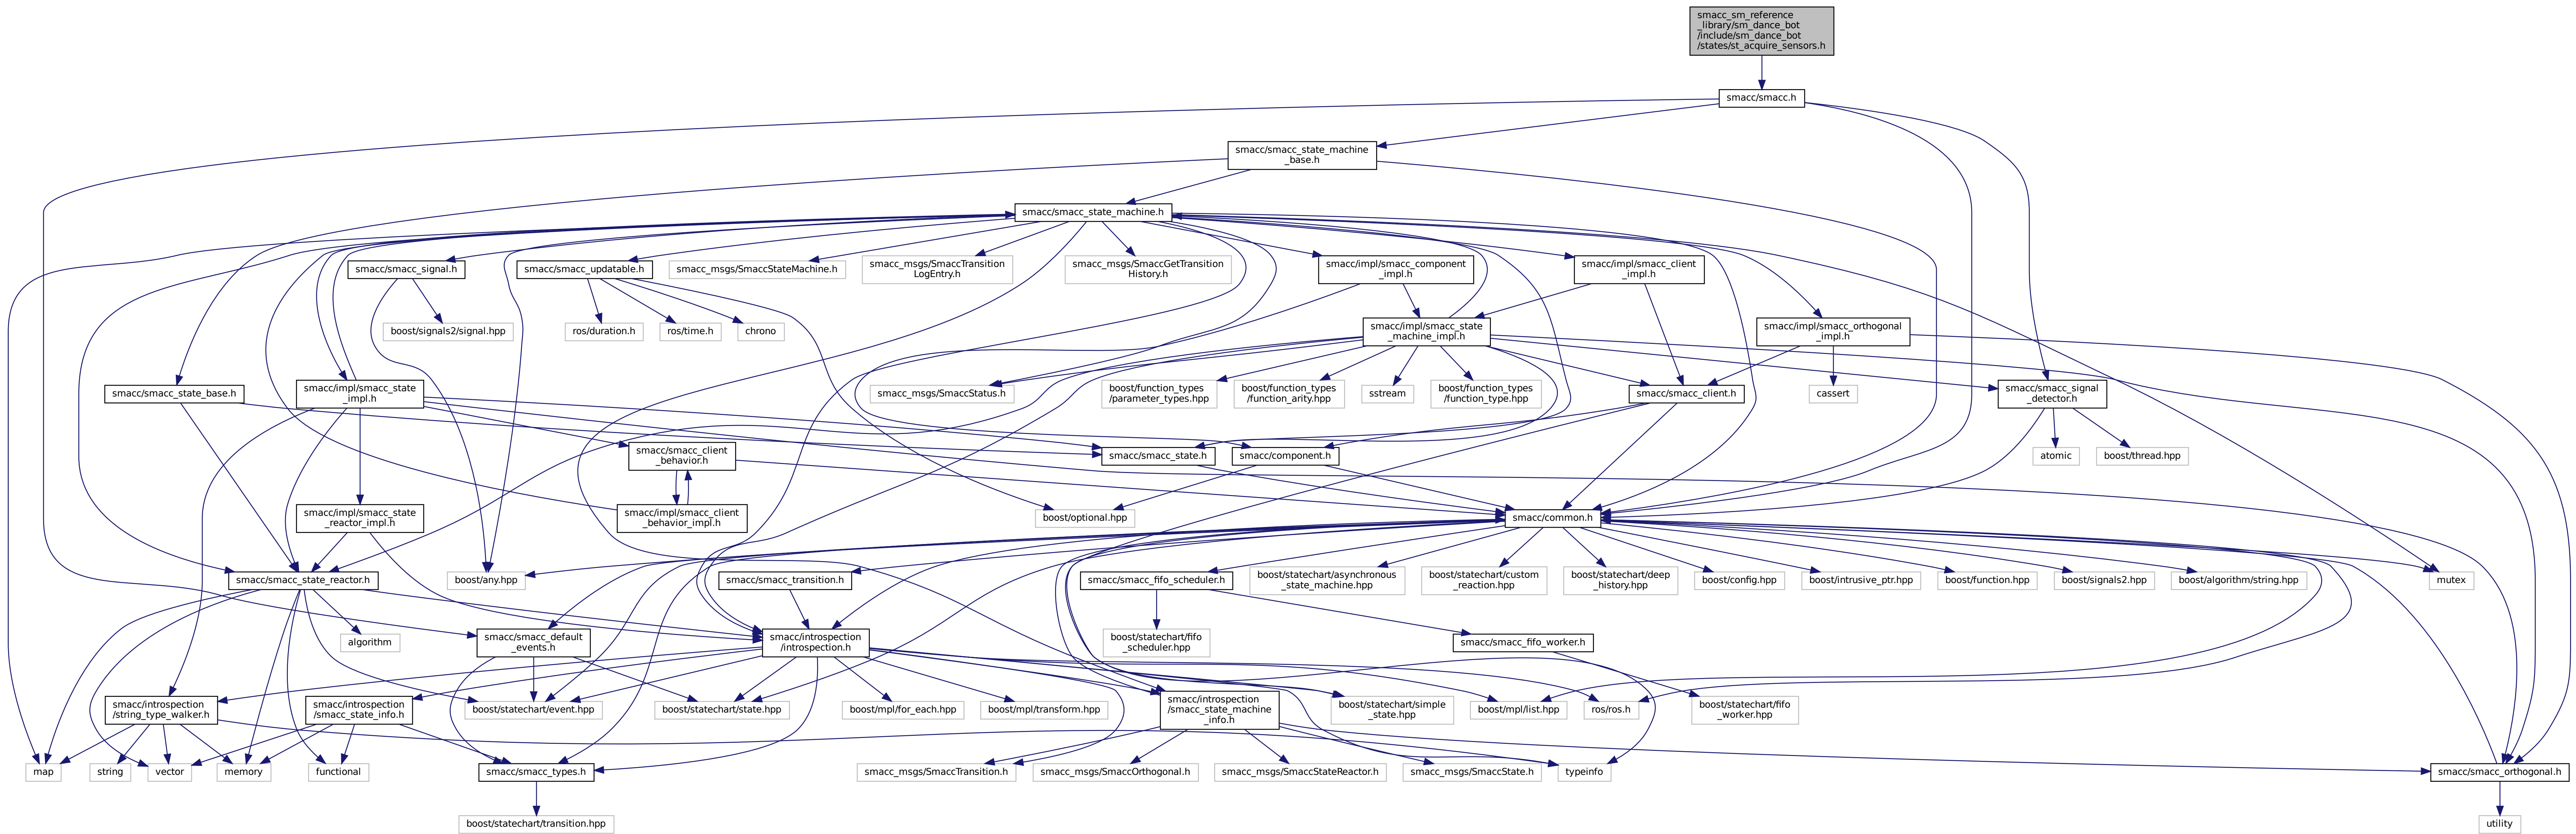 smacc_sm_reference
_library/sm_dance_bot
/include/sm_dance_bot
/states/st_acquire_sensors.h
smacc/smacc.h
smacc/smacc_state_machine
_base.h
smacc/smacc_state_machine.h
smacc/smacc_signal.h
smacc/smacc_updatable.h
smacc_msgs/SmaccStateMachine.h
smacc_msgs/SmaccTransition
LogEntry.h
smacc_msgs/SmaccGetTransition
History.h
smacc/impl/smacc_component
_impl.h
smacc/impl/smacc_client
_impl.h
boost/signals2/signal.hpp
ros/duration.h
ros/time.h
chrono
smacc/impl/smacc_state
_machine_impl.h
smacc/impl/smacc_orthogonal
_impl.h
smacc/smacc_state_base.h
smacc/impl/smacc_state
_impl.h
smacc_msgs/SmaccStatus.h
boost/function_types
/parameter_types.hpp
boost/function_types
/function_arity.hpp
sstream
boost/function_types
/function_type.hpp
smacc/smacc_client.h
cassert
smacc/smacc_signal
_detector.h
smacc/smacc_client
_behavior.h
smacc/smacc_state.h
smacc/component.h
atomic
boost/thread.hpp
smacc/impl/smacc_state
_reactor_impl.h
smacc/impl/smacc_client
_behavior_impl.h
boost/optional.hpp
smacc/common.h
smacc/smacc_state_reactor.h
boost/any.hpp
smacc/smacc_transition.h
smacc/smacc_fifo_scheduler.h
boost/statechart/asynchronous
_state_machine.hpp
boost/statechart/custom
_reaction.hpp
boost/statechart/deep
_history.hpp
boost/config.hpp
boost/intrusive_ptr.hpp
boost/function.hpp
boost/signals2.hpp
boost/algorithm/string.hpp
mutex
algorithm
smacc/smacc_default
_events.h
smacc/introspection
/introspection.h
boost/statechart/fifo
_scheduler.hpp
smacc/smacc_fifo_worker.h
smacc/introspection
/string_type_walker.h
smacc/introspection
/smacc_state_info.h
boost/statechart/event.hpp
boost/statechart/state.hpp
boost/mpl/for_each.hpp
boost/mpl/transform.hpp
smacc/introspection
/smacc_state_machine
_info.h
boost/statechart/simple
_state.hpp
boost/mpl/list.hpp
ros/ros.h
boost/statechart/fifo
_worker.hpp
map
string
vector
memory
functional
smacc/smacc_types.h
smacc_msgs/SmaccTransition.h
smacc_msgs/SmaccOrthogonal.h
smacc_msgs/SmaccStateReactor.h
smacc_msgs/SmaccState.h
typeinfo
smacc/smacc_orthogonal.h
boost/statechart/transition.hpp
utility